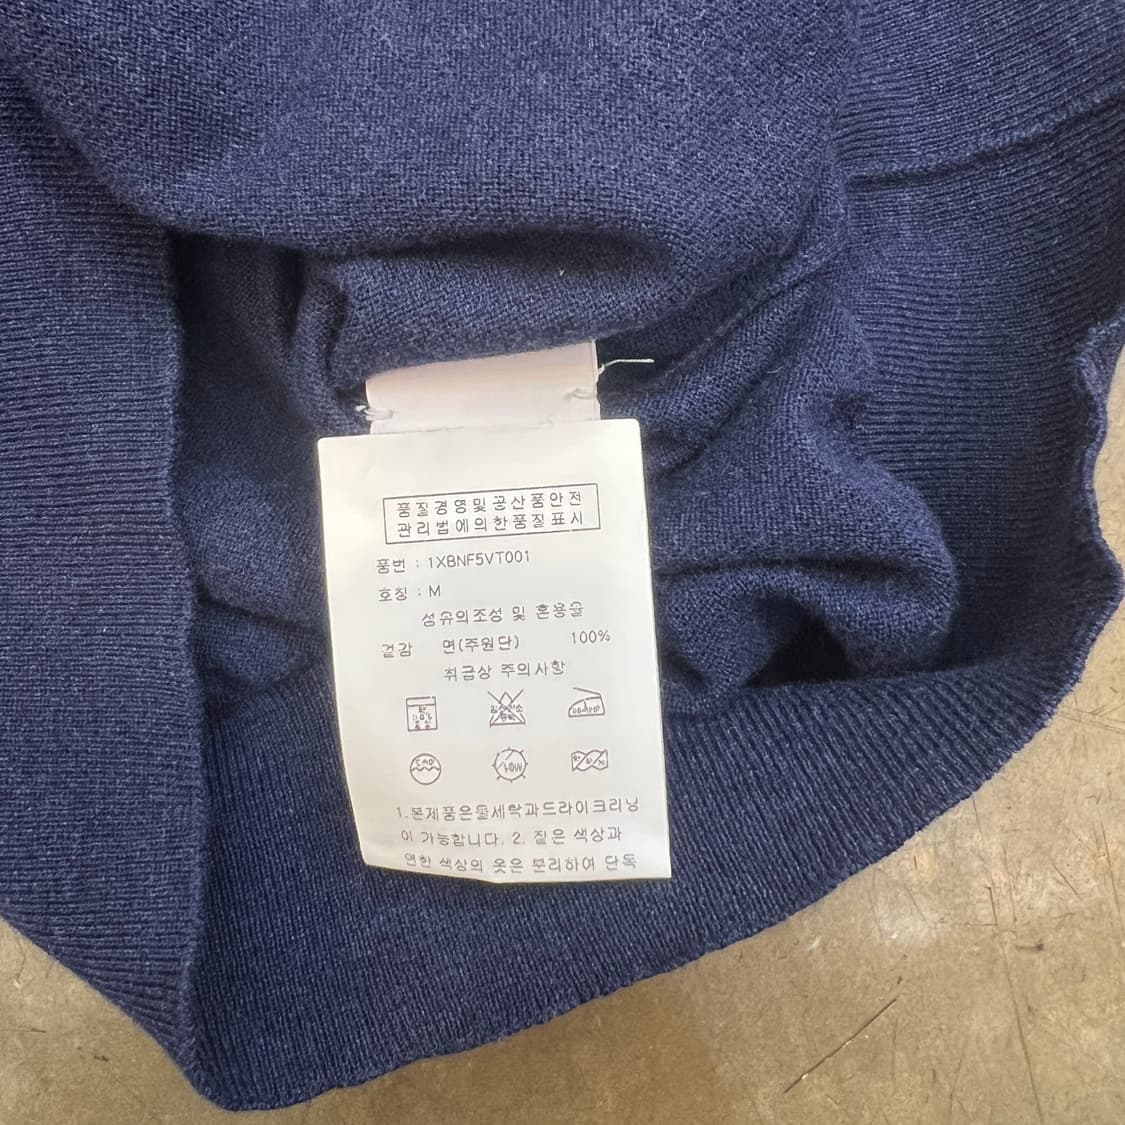 품질경영및공산품안전
관리법에의한품질표시
품번 : 1XBNF5VT001
호칭 : M
섬유의조성 및 혼용율
겉감 면(주원단) 100%
취급상 주의사항
1.본제품은물세탁과드라이크리닝
이 가능합니다. 2. 짙은 색상과
연한 색상의 옷은 분리하여 단독